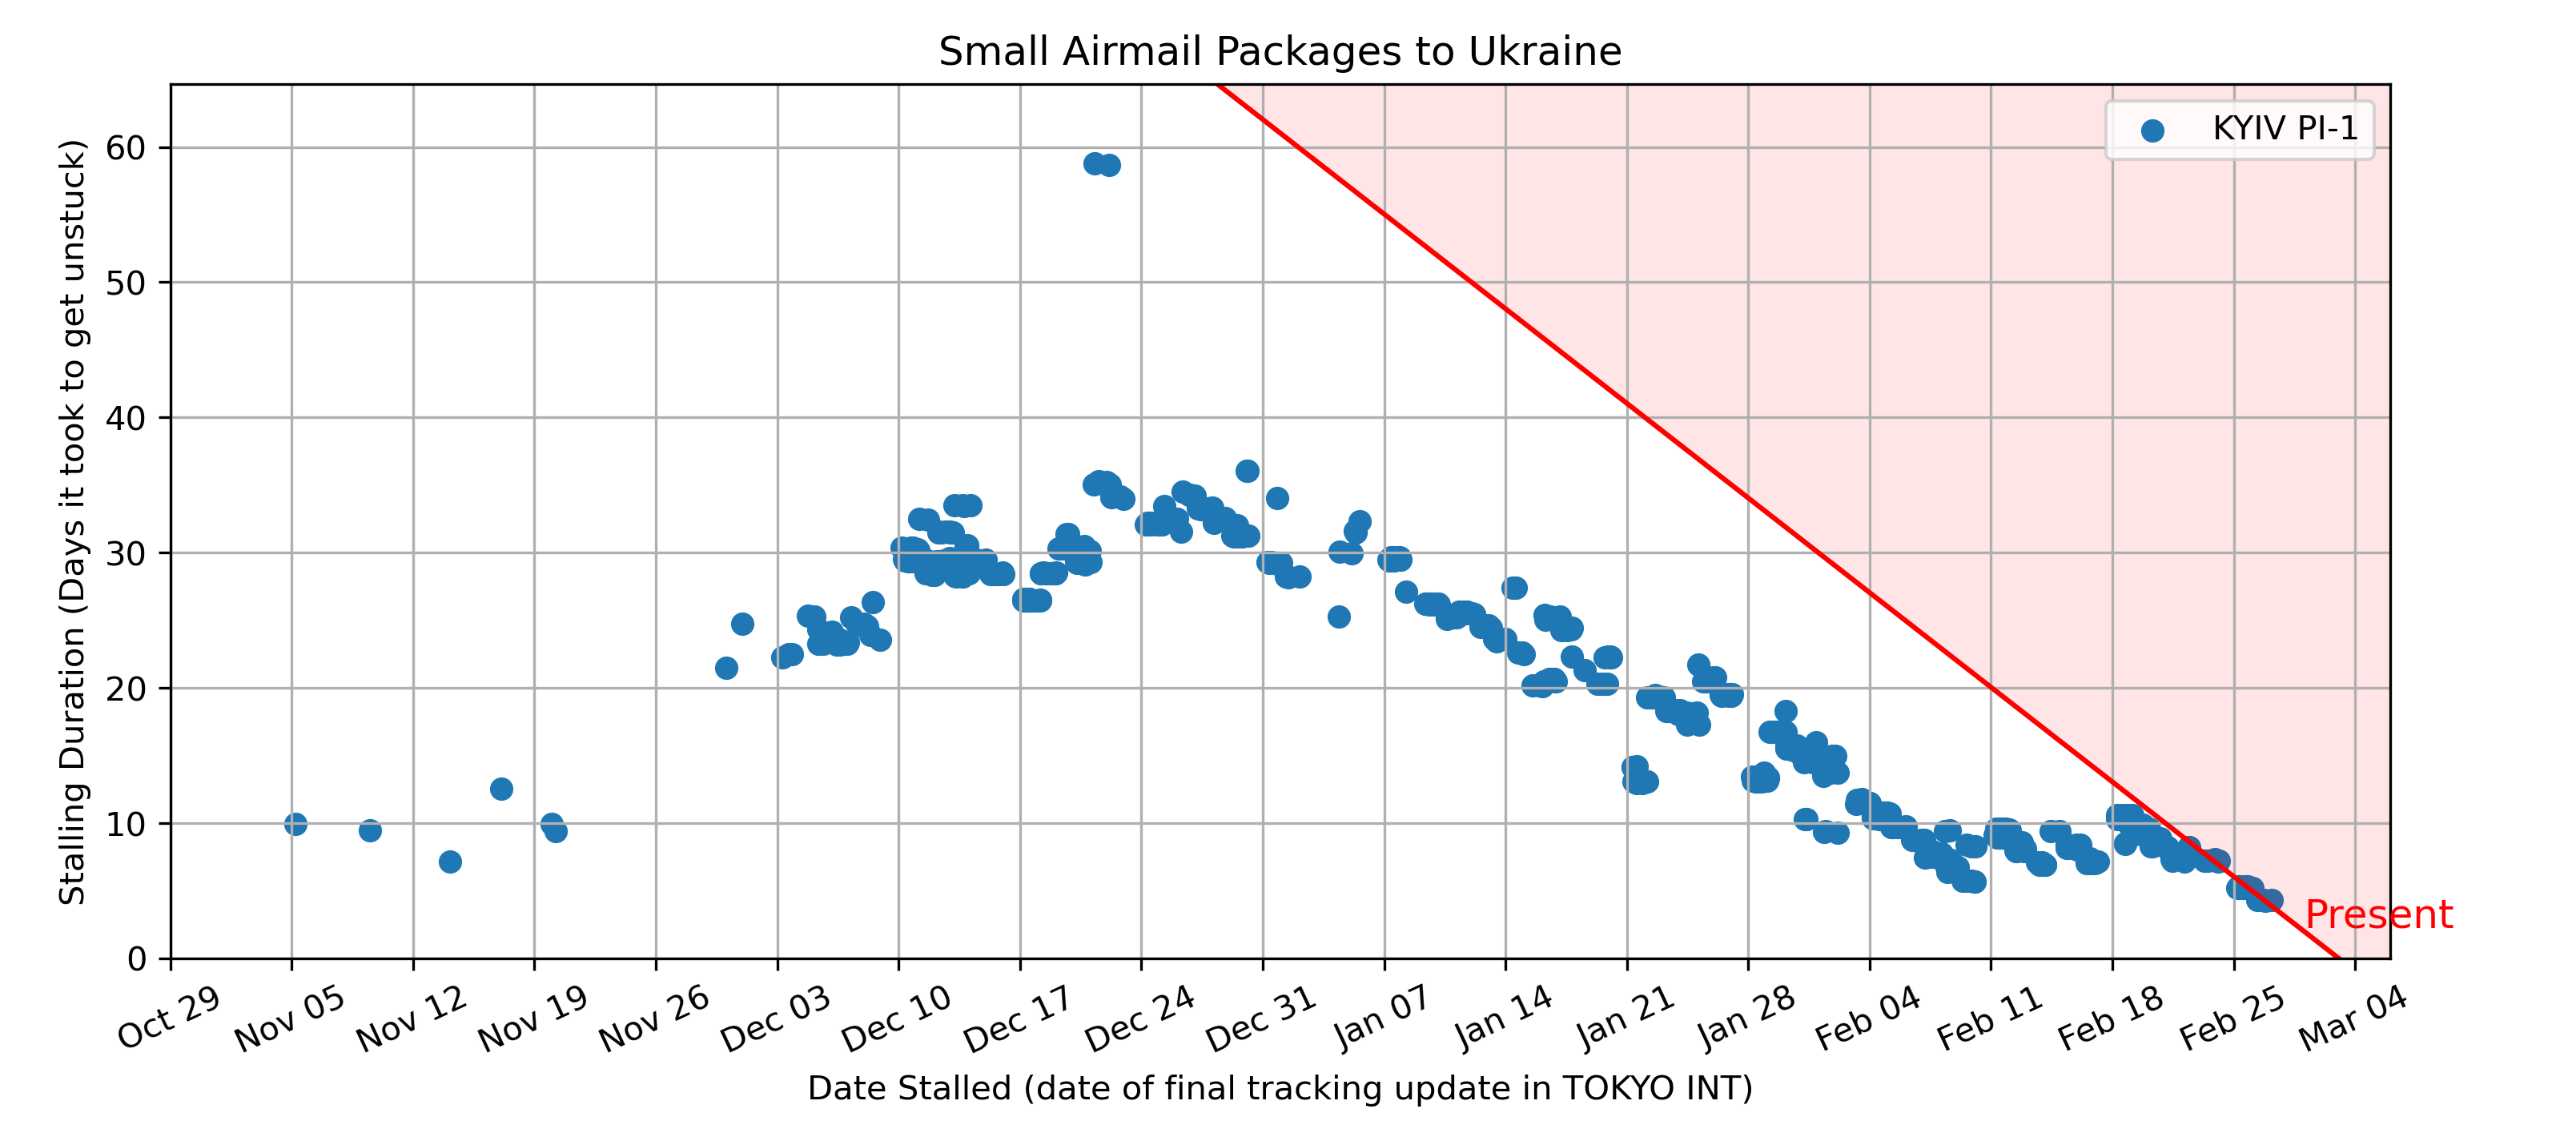 Small Airmail Packages to Ukraine
KYIV PI-1
Stalling Duration (Days it took to get unstuck)
60
50
40
30
20
10
0
Present
Oct 29
Nov 05
Nov 12
Nov 19
Nov 26
Dec 03
Dec 10
Dec 17
Dec 24
Dec 31
Jan 07
Jan 14
Jan 21
Jan 28
Feb 04
Feb 11
Feb 18
Feb 25
Mar 04
Date Stalled (date of final tracking update in TOKYO INT)